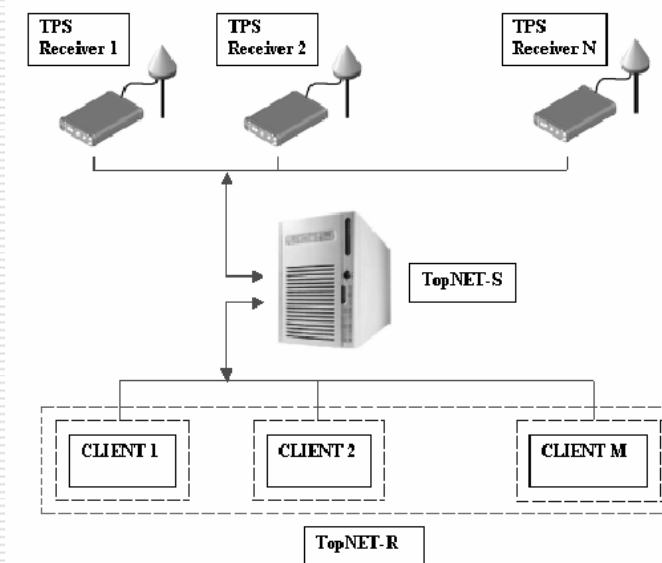 TPS
Receiver 1
TPS
Receiver 2
TPS
Receiver N
TopNET-S
CLIENT 1
CLIENT 2
CLIENT M
TopNET-R